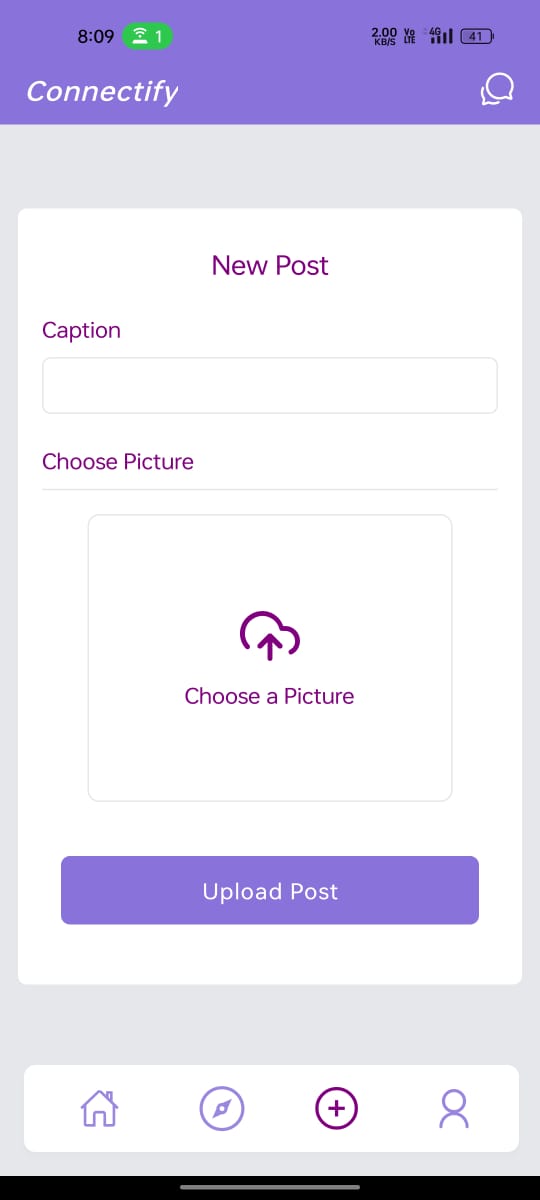 8:09 1 2.00 KB/S Vo LTE 4G 41
Connectify
New Post
Caption
Choose Picture
Choose a Picture
Upload Post